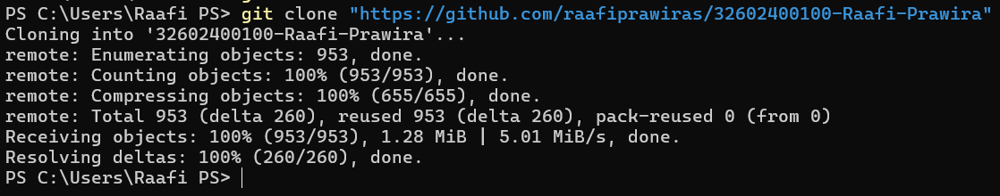 PS C:\Users\Raafi PS> git clone "https://github.com/raafiprawiras/32602400100-Raafi-Prawira"
Cloning into '32602400100-Raafi-Prawira'...
remote: Enumerating objects: 953, done.
remote: Counting objects: 100% (953/953), done.
remote: Compressing objects: 100% (655/655), done.
remote: Total 953 (delta 260), reused 953 (delta 260), pack-reused 0 (from 0)
Receiving objects: 100% (953/953), 1.28 MiB | 5.01 MiB/s, done.
Resolving deltas: 100% (260/260), done.
PS C:\Users\Raafi PS>